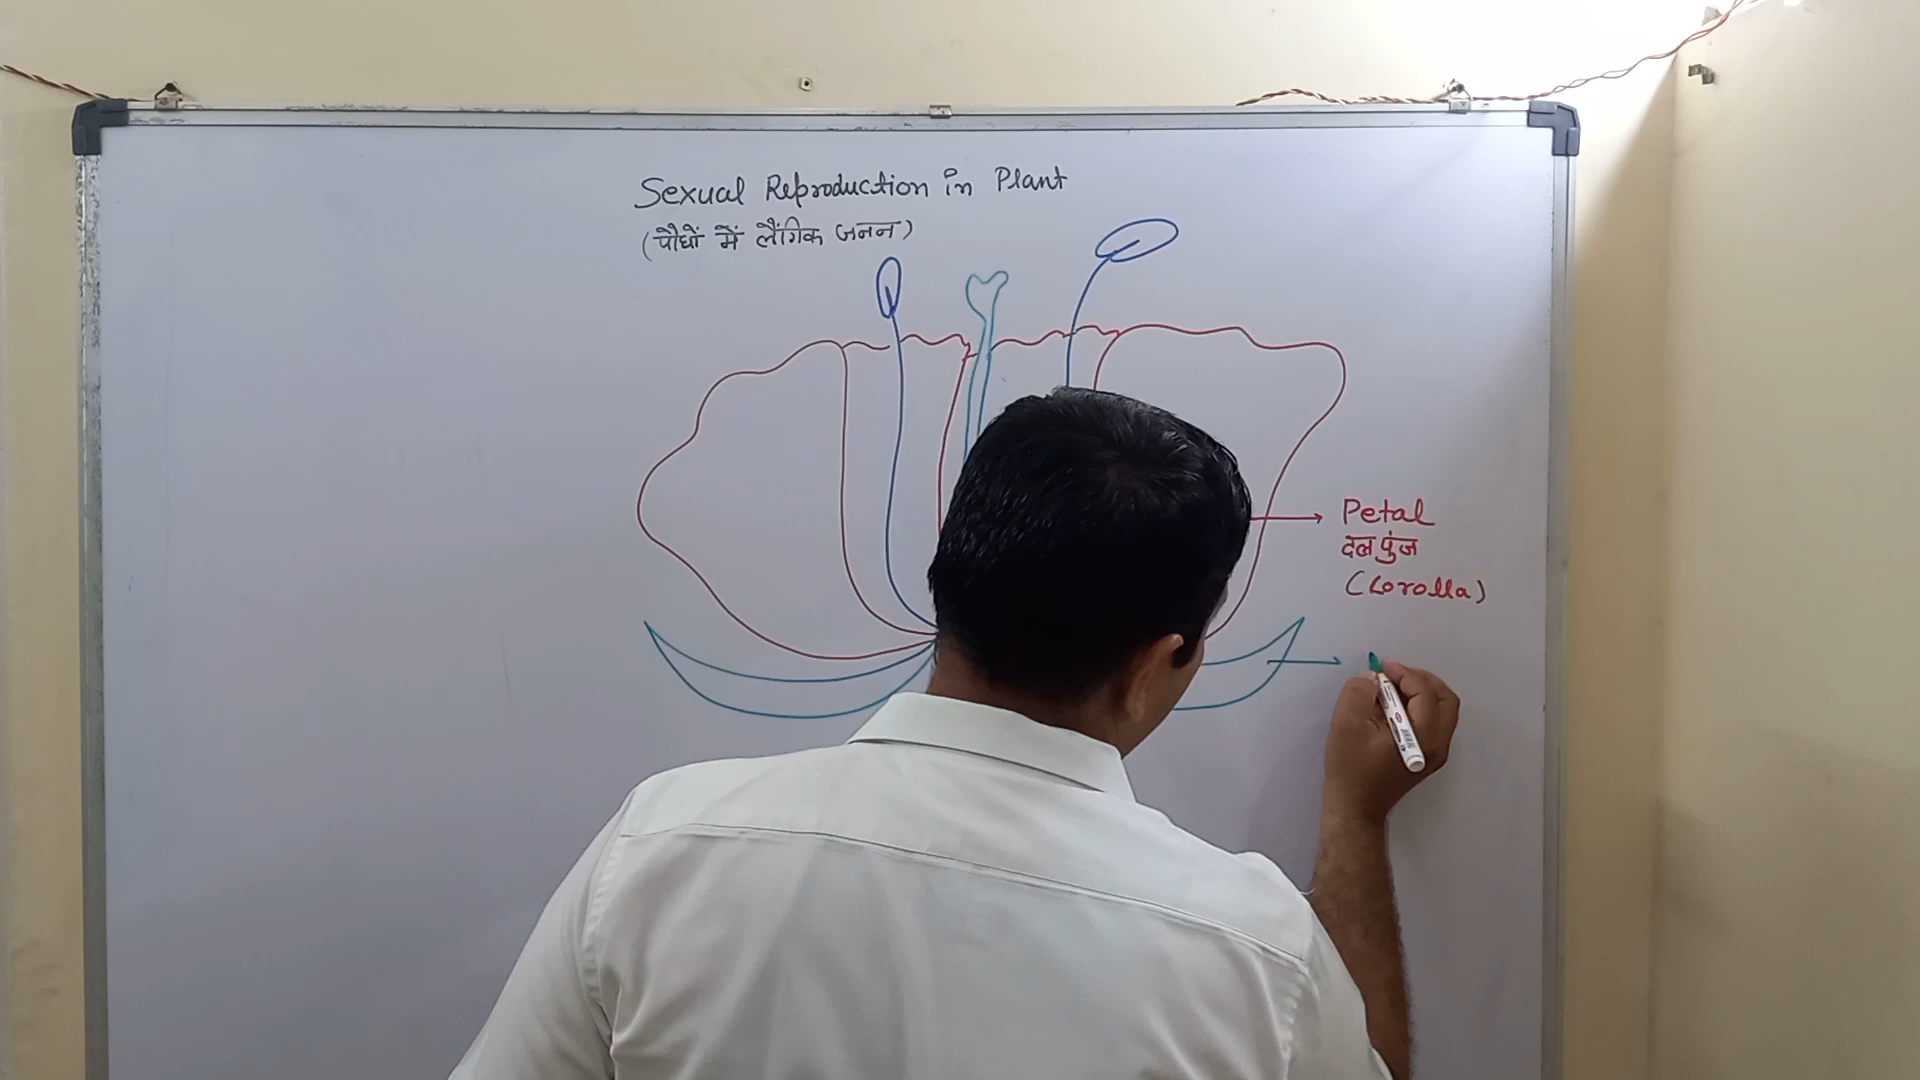 Sexual Reproduction in Plant
(पौधों में लैंगिक जनन)
Petal
दलपुंज
(Corolla)